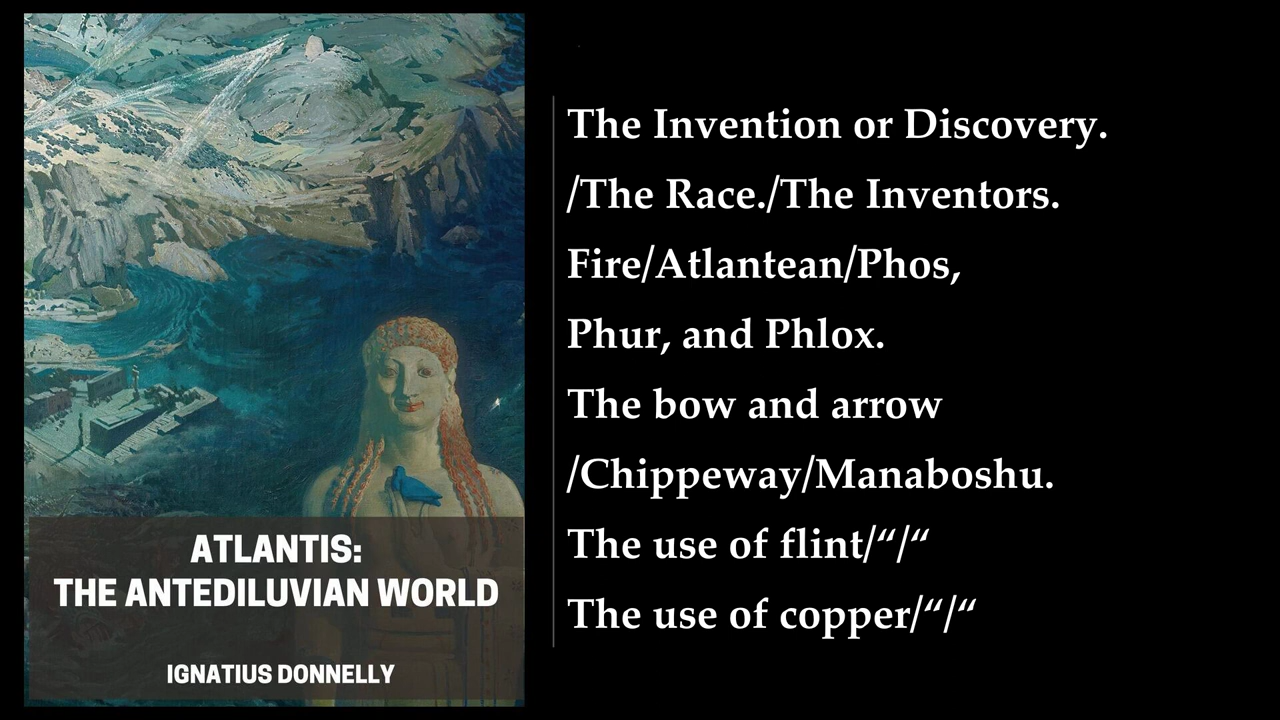 ATLANTIS:
THE ANTEDILUVIAN WORLD
IGNATIUS DONNELLY
The Invention or Discovery.
/The Race./The Inventors.
Fire/Atlantean/Phos,
Phur, and Phlox.
The bow and arrow
/Chippeway/Manaboshu.
The use of flint/“/“
The use of copper/“/“